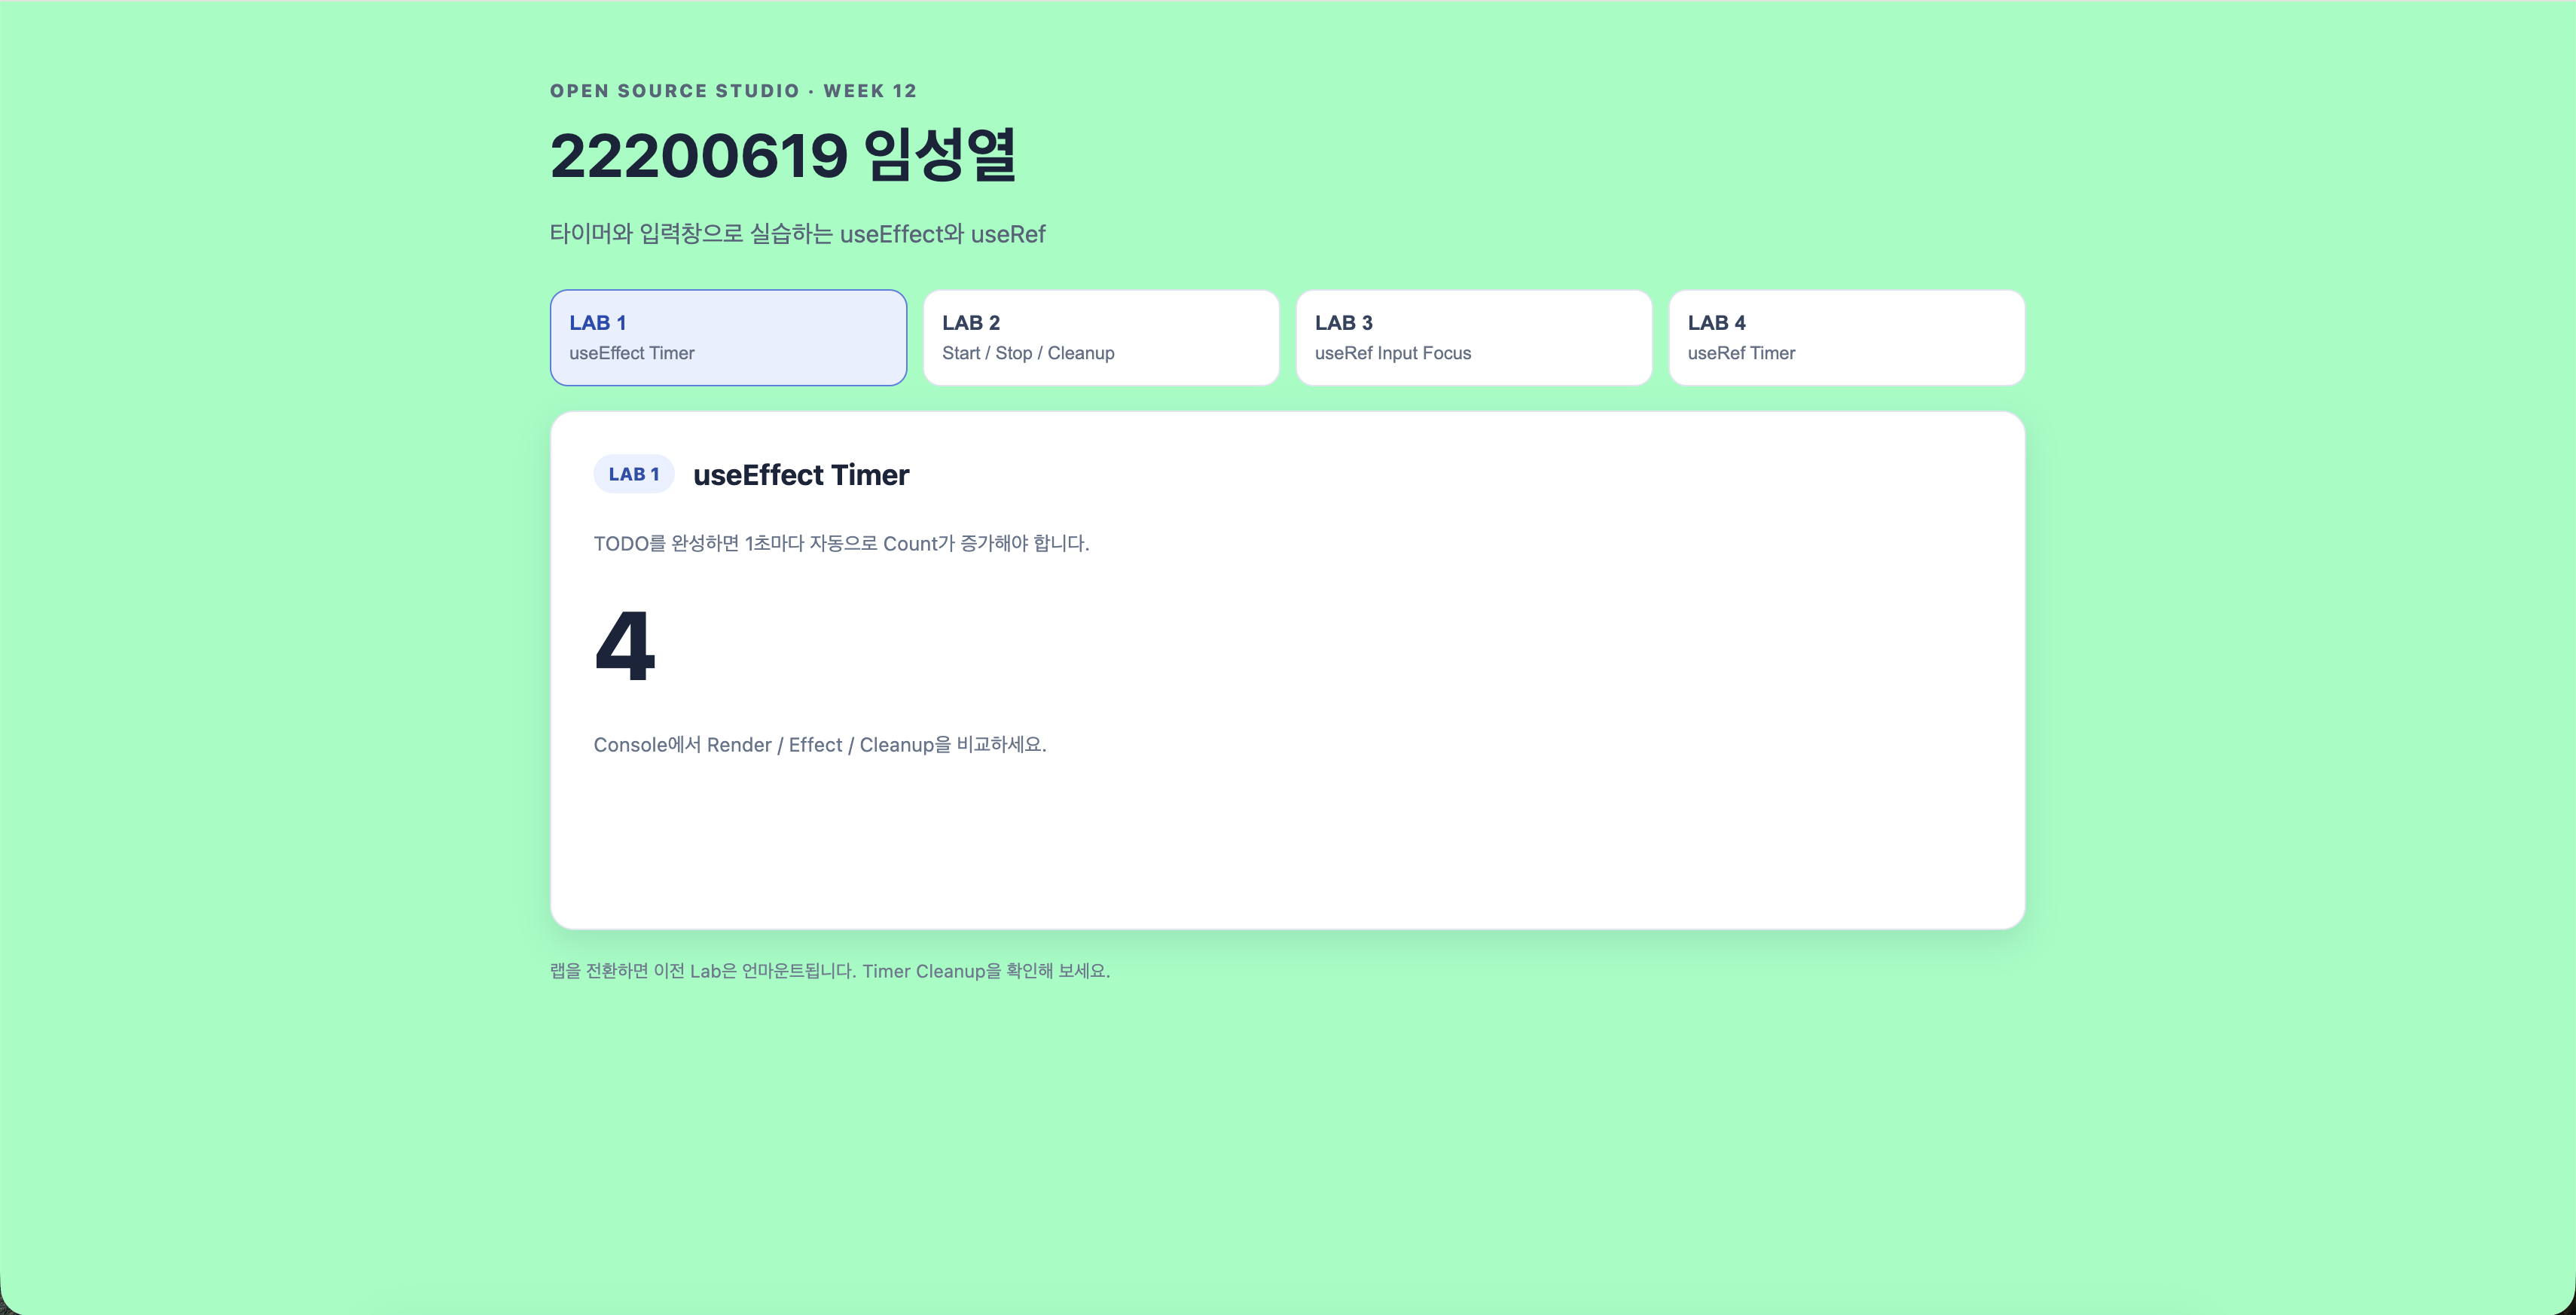 OPEN SOURCE STUDIO · WEEK 12
22200619 임성열
타이머와 입력창으로 실습하는 useEffect와 useRef
LAB 1
useEffect Timer
LAB 2
Start / Stop / Cleanup
LAB 3
useRef Input Focus
LAB 4
useRef Timer
LAB 1 useEffect Timer
TODO를 완성하면 1초마다 자동으로 Count가 증가해야 합니다.
4
Console에서 Render / Effect / Cleanup을 비교하세요.
랩을 전환하면 이전 Lab은 언마운트됩니다. Timer Cleanup을 확인해 보세요.